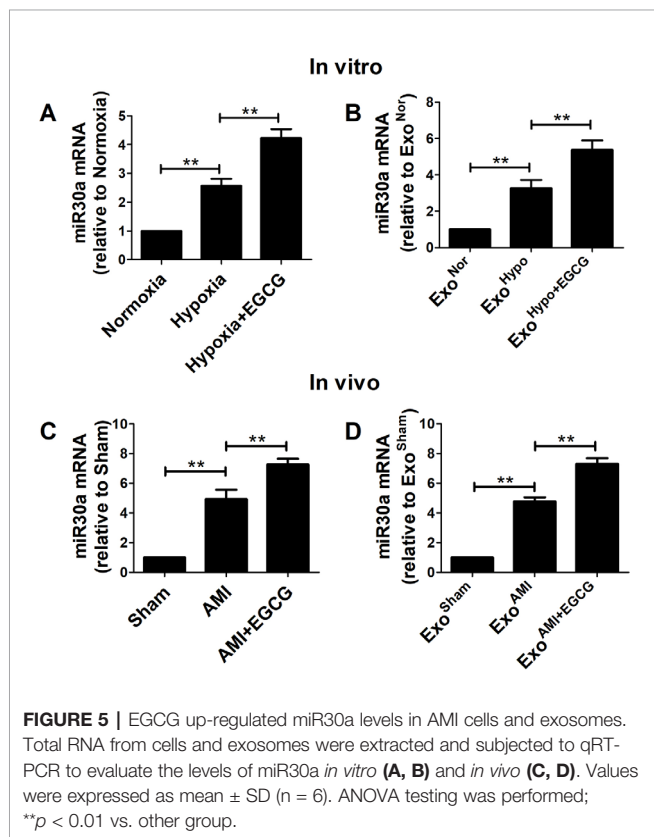 In vitro
A
miR30a mRNA
(relative to Normoxia)
5
4
3
2
1
0
**
**
Normoxia
Hypoxia
Hypoxia+EGCG
B
miR30a mRNA
(relative to Exo^Nor)
8
6
4
2
0
**
**
Exo^Nor
Exo^Hypo
Exo^Hypo+EGCG
In vivo
C
miR30a mRNA
(relative to Sham)
10
8
6
4
2
0
**
**
Sham
AMI
AMI+EGCG
D
miR30a mRNA
(relative to Exo^Sham)
10
8
6
4
2
0
**
**
Exo^Sham
Exo^AMI
Exo^AMI+EGCG
FIGURE 5 | EGCG up-regulated miR30a levels in AMI cells and exosomes.
Total RNA from cells and exosomes were extracted and subjected to qRT-
PCR to evaluate the levels of miR30a in vitro (A, B) and in vivo (C, D). Values
were expressed as mean ± SD (n = 6). ANOVA testing was performed;
**p < 0.01 vs. other group.